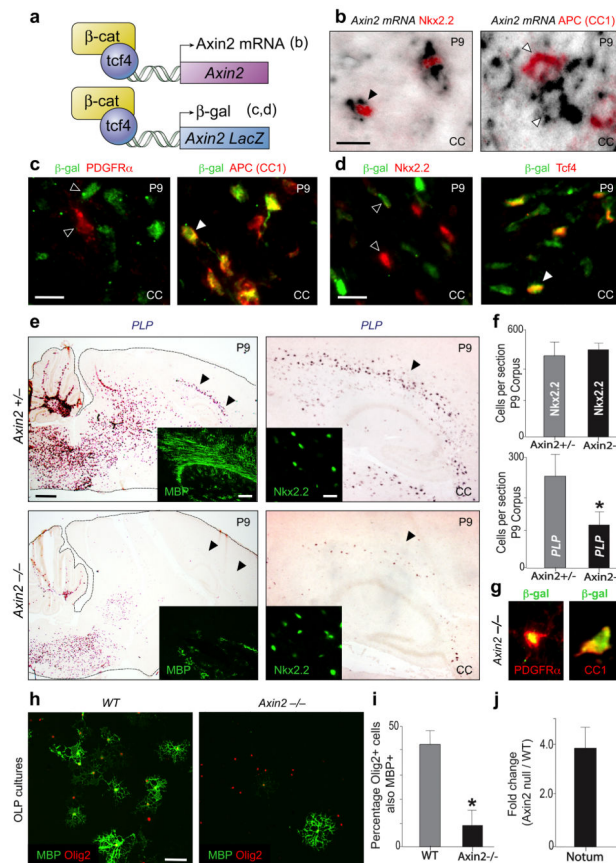 a
β-cat
tcf4
Axin2 mRNA (b)
Axin2
β-cat
tcf4
β-gal (c,d)
Axin2 LacZ
b
Axin2 mRNA Nkx2.2
Axin2 mRNA APC (CC1)
P9
P9
CC
CC
c
β-gal PDGFRα
β-gal APC (CC1)
P9
P9
CC
CC
d
β-gal Nkx2.2
β-gal Tcf4
P9
P9
CC
CC
e
PLP
PLP
Axin2 +/-
P9
P9
MBP
Nkx2.2
CC
Axin2 –/–
P9
P9
MBP
Nkx2.2
CC
f
Cells per section
P9 Corpus
600
0
Nkx2.2
Nkx2.2
Axin2+/-
Axin2-
Cells per section
P9 Corpus
300
0
PLP
*
PLP
Axin2+/-
Axin2-
g
β-gal
β-gal
Axin2 –/–
PDGFRα
CC1
h
WT
Axin2 –/–
OLP cultures
MBP Olig2
MBP Olig2
i
Percentage Olig2+ cells
also MBP+
50
0
*
WT
Axin2-/-
j
Fold change
(Axin2 null / WT)
4.0
2.0
0
Notum